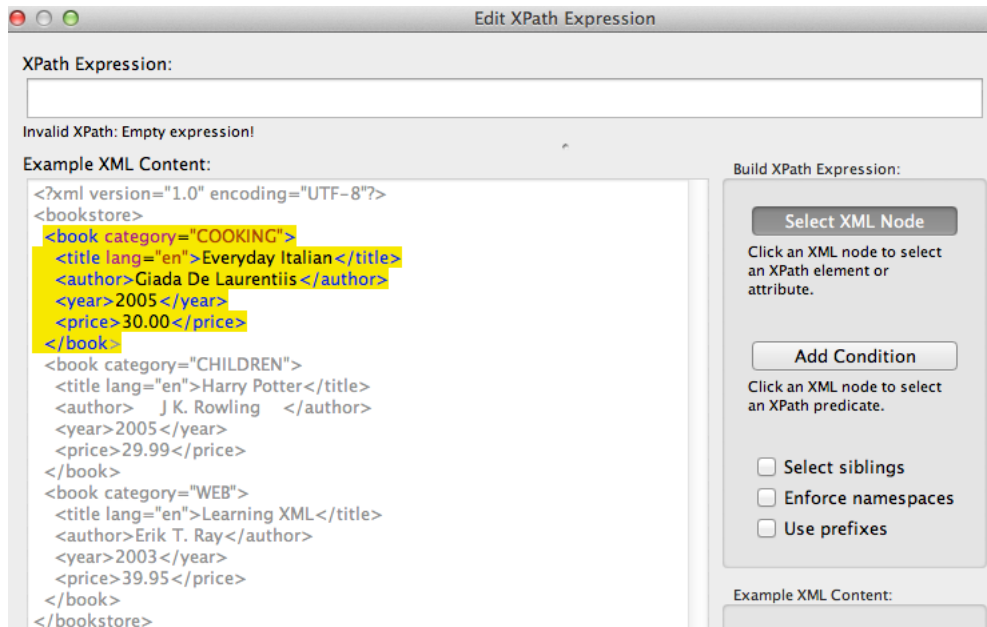 Edit XPath Expression
XPath Expression:
Invalid XPath: Empty expression!
Example XML Content:
<?xml version="1.0" encoding="UTF-8"?>
<bookstore>
<book category="COOKING">
<title lang="en">Everyday Italian</title>
<author>Giada De Laurentiis</author>
<year>2005</year>
<price>30.00</price>
</book>
<book category="CHILDREN">
<title lang="en">Harry Potter</title>
<author>    J K. Rowling    </author>
<year>2005</year>
<price>29.99</price>
</book>
<book category="WEB">
<title lang="en">Learning XML</title>
<author>Erik T. Ray</author>
<year>2003</year>
<price>39.95</price>
</book>
</bookstore>
Build XPath Expression:
Select XML Node
Click an XML node to select
an XPath element or
attribute.
Add Condition
Click an XML node to select
an XPath predicate.
Select siblings
Enforce namespaces
Use prefixes
Example XML Content: